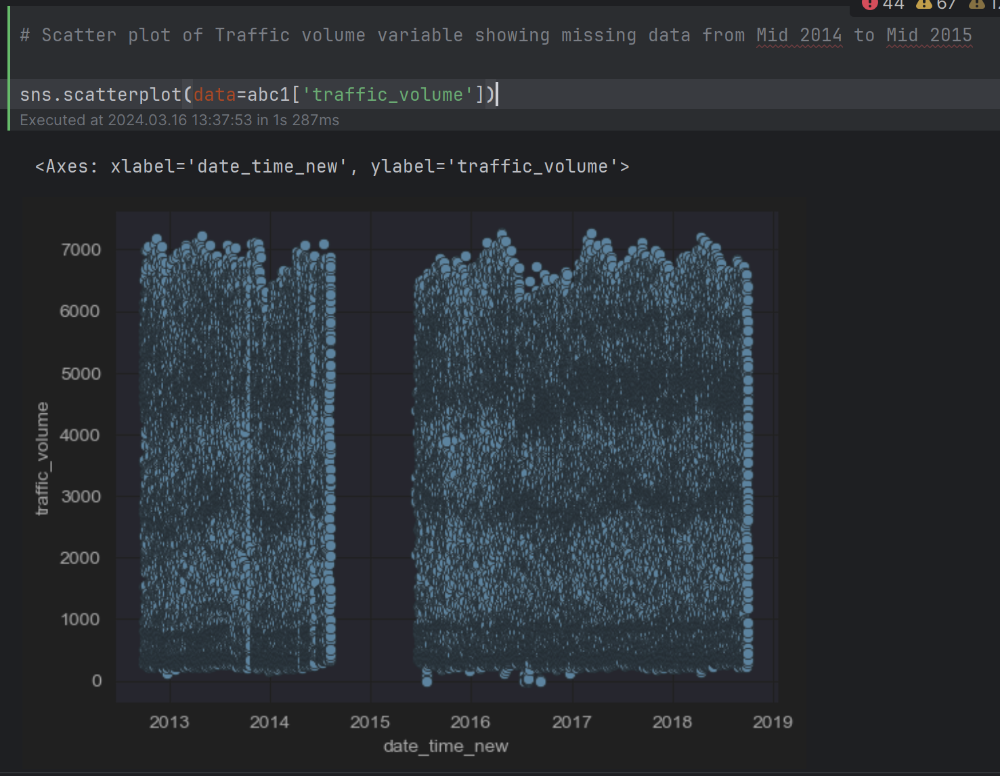 44 67
# Scatter plot of Traffic volume variable showing missing data from Mid 2014 to Mid 2015
sns.scatterplot(data=abc1['traffic_volume'])
Executed at 2024.03.16 13:37:53 in 1s 287ms
<Axes: xlabel='date_time_new', ylabel='traffic_volume'>
7000
6000
5000
4000
3000
2000
1000
0
traffic_volume
2013 2014 2015 2016 2017 2018 2019
date_time_new